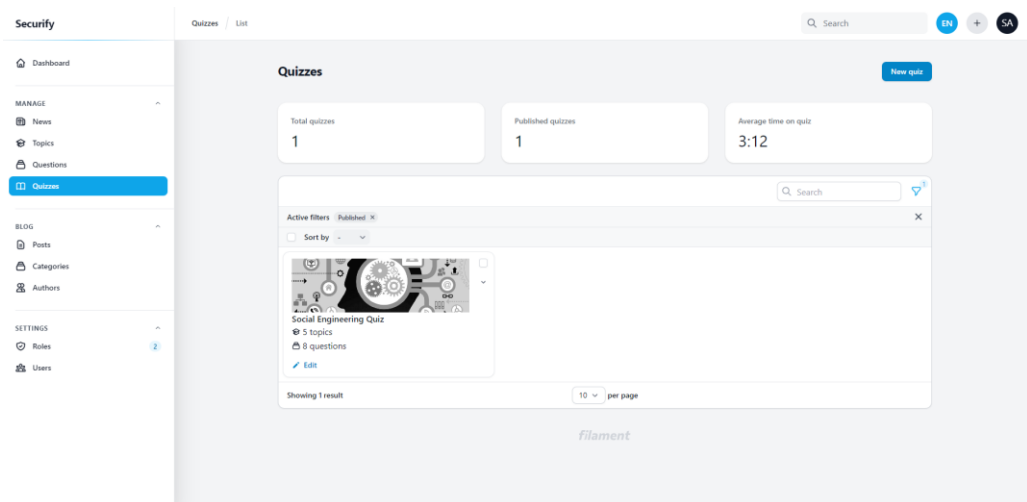 Securify
Quizzes / List
Search
EN
+
SA
Dashboard
MANAGE
News
Topics
Questions
Quizzes
BLOG
Posts
Categories
Authors
SETTINGS
Roles 2
Users
Quizzes
New quiz
Total quizzes
1
Published quizzes
1
Average time on quiz
3:12
Search
1
Active filters Published ×
Sort by -
Social Engineering Quiz
5 topics
8 questions
Edit
Showing 1 result
10 per page
filament